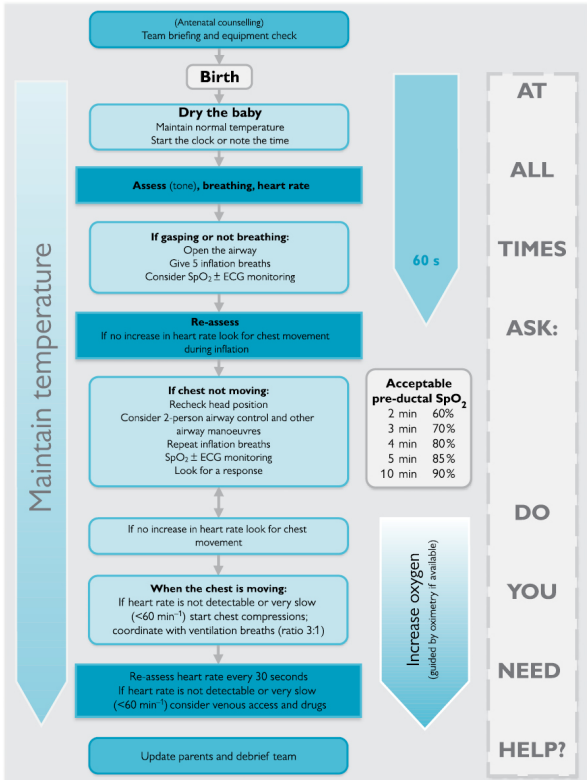 (Antenatal counselling)
Team briefing and equipment check
Birth
Dry the baby
Maintain normal temperature
Start the clock or note the time
Assess (tone), breathing, heart rate
If gasping or not breathing:
Open the airway
Give 5 inflation breaths
Consider SpO₂ ± ECG monitoring
Re-assess
If no increase in heart rate look for chest movement
during inflation
If chest not moving:
Recheck head position
Consider 2-person airway control and other
airway manoeuvres
Repeat inflation breaths
SpO₂ ± ECG monitoring
Look for a response
If no increase in heart rate look for chest
movement
When the chest is moving:
If heart rate is not detectable or very slow
(<60 min⁻¹) start chest compressions;
coordinate with ventilation breaths (ratio 3:1)
Re-assess heart rate every 30 seconds
If heart rate is not detectable or very slow
(<60 min⁻¹) consider venous access and drugs
Update parents and debrief team
Maintain temperature
60 s
Acceptable
pre-ductal SpO₂
2 min 60%
3 min 70%
4 min 80%
5 min 85%
10 min 90%
Increase oxygen
(guided by oximetry if available)
AT
ALL
TIMES
ASK:
DO
YOU
NEED
HELP?